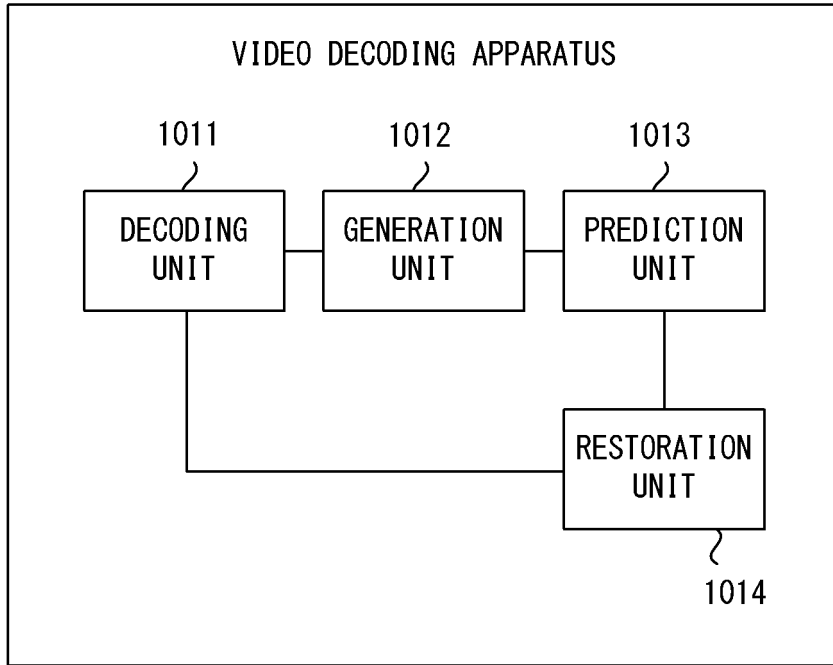 VIDEO DECODING APPARATUS
1011
1012
1013
DECODING
UNIT
GENERATION
UNIT
PREDICTION
UNIT
RESTORATION
UNIT
1014